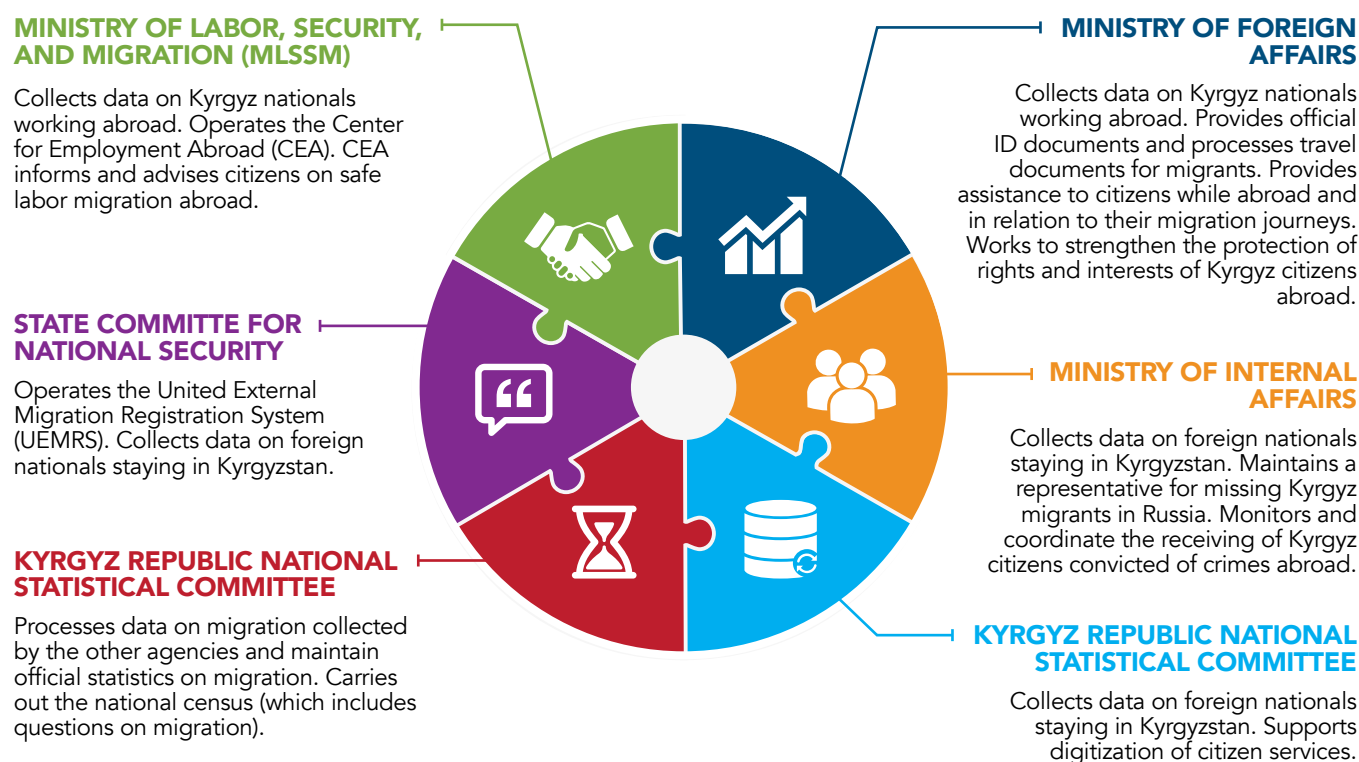 MINISTRY OF LABOR, SECURITY,
AND MIGRATION (MLSSM)
Collects data on Kyrgyz nationals
working abroad. Operates the Center
for Employment Abroad (CEA). CEA
informs and advises citizens on safe
labor migration abroad.
STATE COMMITTE FOR
NATIONAL SECURITY
Operates the United External
Migration Registration System
(UEMRS). Collects data on foreign
nationals staying in Kyrgyzstan.
KYRGYZ REPUBLIC NATIONAL
STATISTICAL COMMITTEE
Processes data on migration collected
by the other agencies and maintain
official statistics on migration. Carries
out the national census (which includes
questions on migration).
MINISTRY OF FOREIGN
AFFAIRS
Collects data on Kyrgyz nationals
working abroad. Provides official
ID documents and processes travel
documents for migrants. Provides
assistance to citizens while abroad and
in relation to their migration journeys.
Works to strengthen the protection of
rights and interests of Kyrgyz citizens
abroad.
MINISTRY OF INTERNAL
AFFAIRS
Collects data on foreign nationals
staying in Kyrgyzstan. Maintains a
representative for missing Kyrgyz
migrants in Russia. Monitors and
coordinate the receiving of Kyrgyz
citizens convicted of crimes abroad.
KYRGYZ REPUBLIC NATIONAL
STATISTICAL COMMITTEE
Collects data on foreign nationals
staying in Kyrgyzstan. Supports
digitization of citizen services.